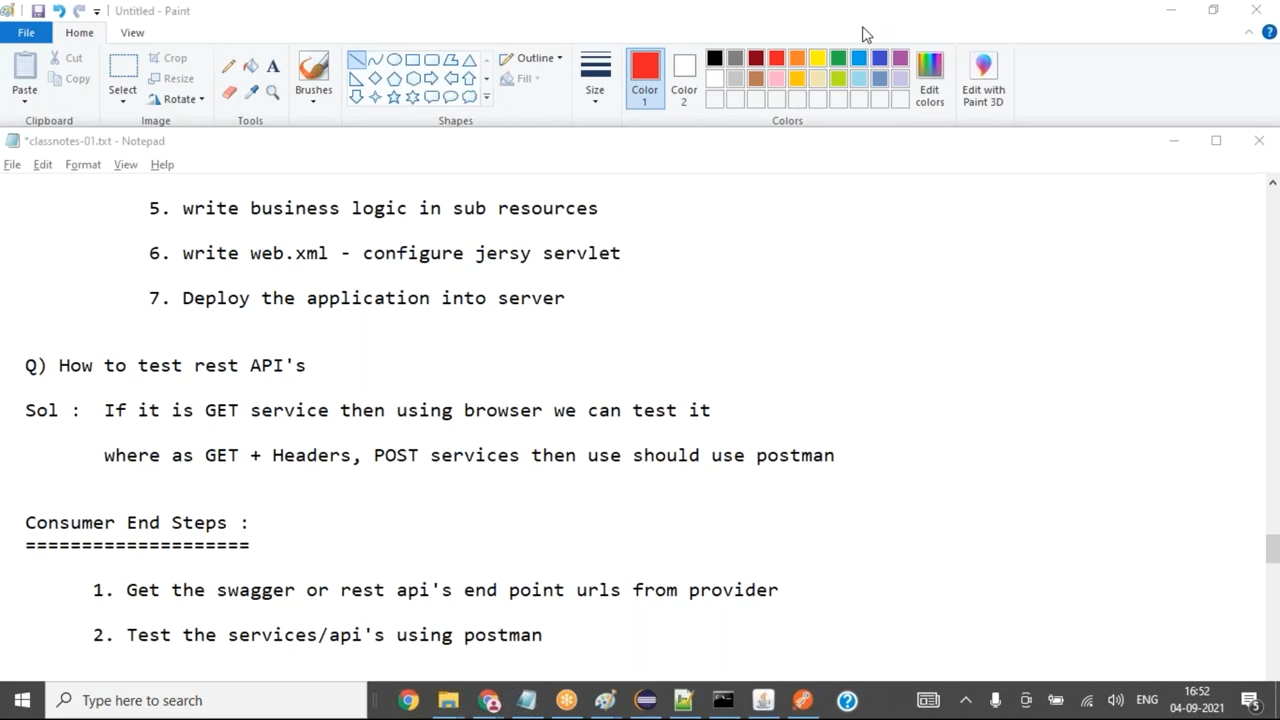 Untitled - Paint
File Home View
Paste
Cut
Copy
Clipboard
Select
Crop
Resize
Rotate
Image
Tools
Brushes
Shapes
Outline
Fill
Size
Color 1
Color 2
Colors
Edit colors
Edit with Paint 3D
*classnotes-01.txt - Notepad
File Edit Format View Help
5. write business logic in sub resources
6. write web.xml - configure jersy servlet
7. Deploy the application into server
Q) How to test rest API's
Sol : If it is GET service then using browser we can test it
where as GET + Headers, POST services then use should use postman
Consumer End Steps :
====================
1. Get the swagger or rest api's end point urls from provider
2. Test the services/api's using postman
Type here to search
ENG
16:52
04-09-2021
5